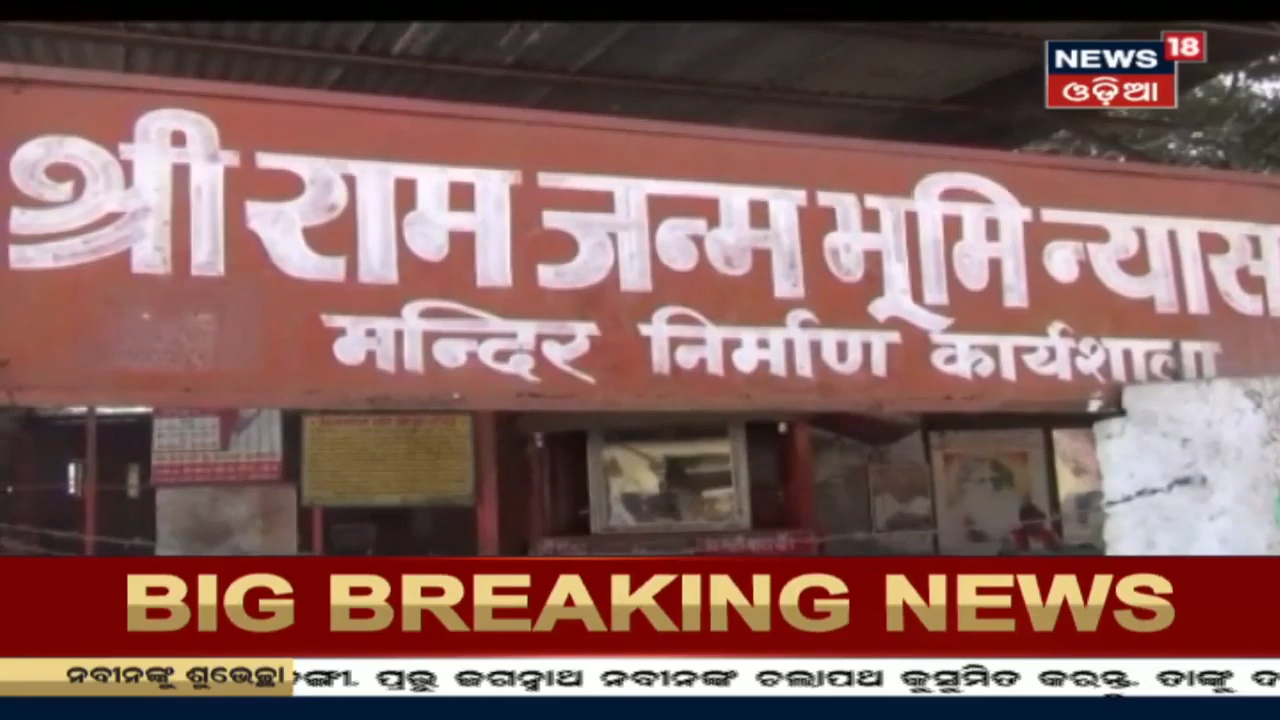 NEWS 18
ଓଡ଼ିଆ
श्री राम जन्म भूमि न्यास
मन्दिर निर्माण कार्यशाला
BIG BREAKING NEWS
ନବୀନଙ୍କୁ ଶୁଭେଚ୍ଛା
ପ୍ରଭୁ ଜଗନ୍ନାଥ ନବୀନଙ୍କ ଚଲାପଥ କୁସୁମିତ କରନ୍ତୁ. ତାଙ୍କୁ